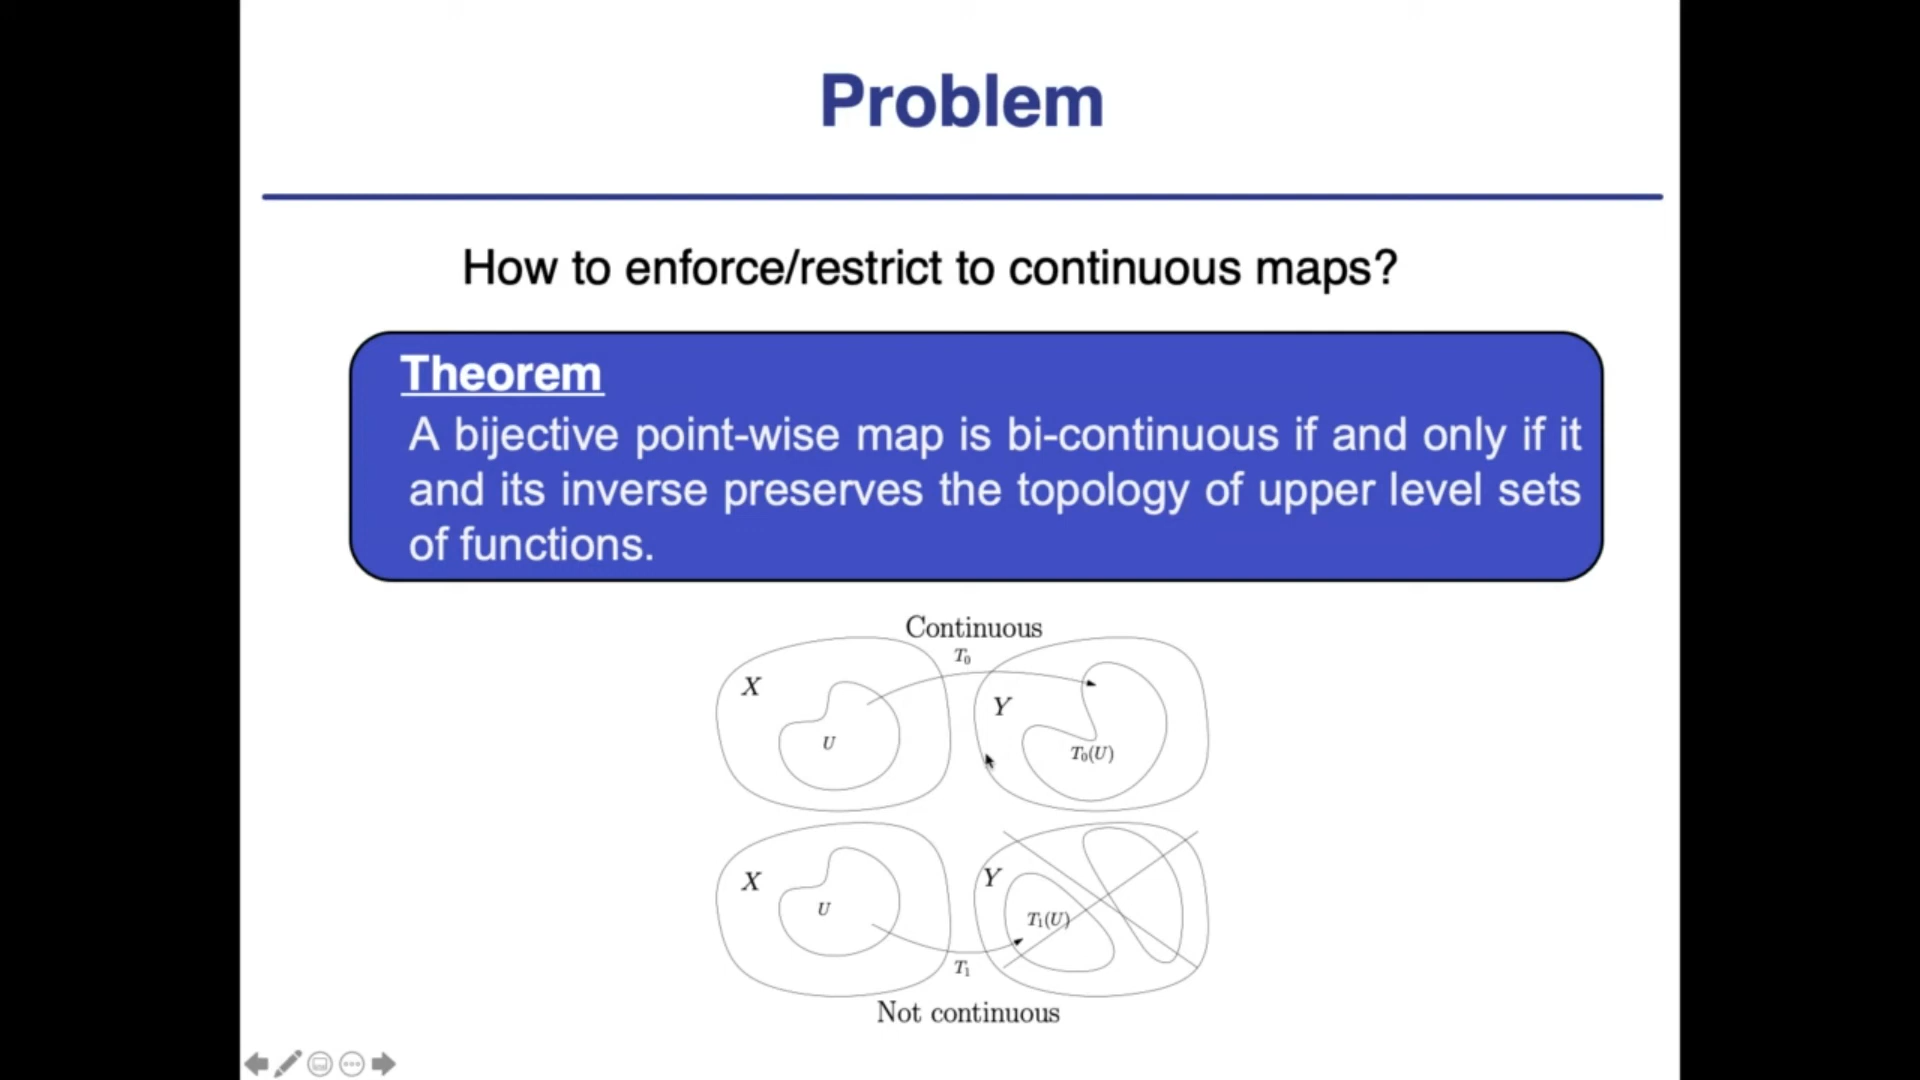 Problem
How to enforce/restrict to continuous maps?
Theorem
A bijective point-wise map is bi-continuous if and only if it
and its inverse preserves the topology of upper level sets
of functions.
Continuous
T₀
X
Y
U
T₀(U)
X
Y
U
T₁(U)
T₁
Not continuous